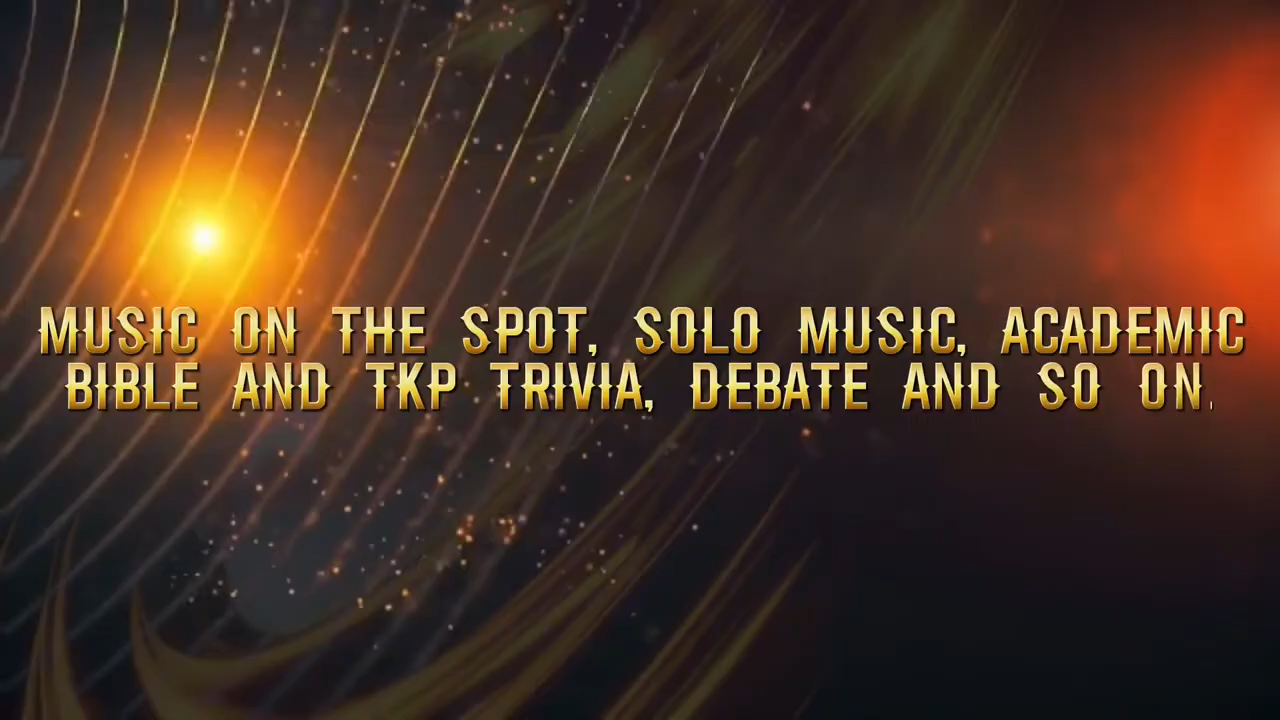 MUSIC ON THE SPOT, SOLO MUSIC, ACADEMIC
BIBLE AND TKP TRIVIA, DEBATE AND SO ON.